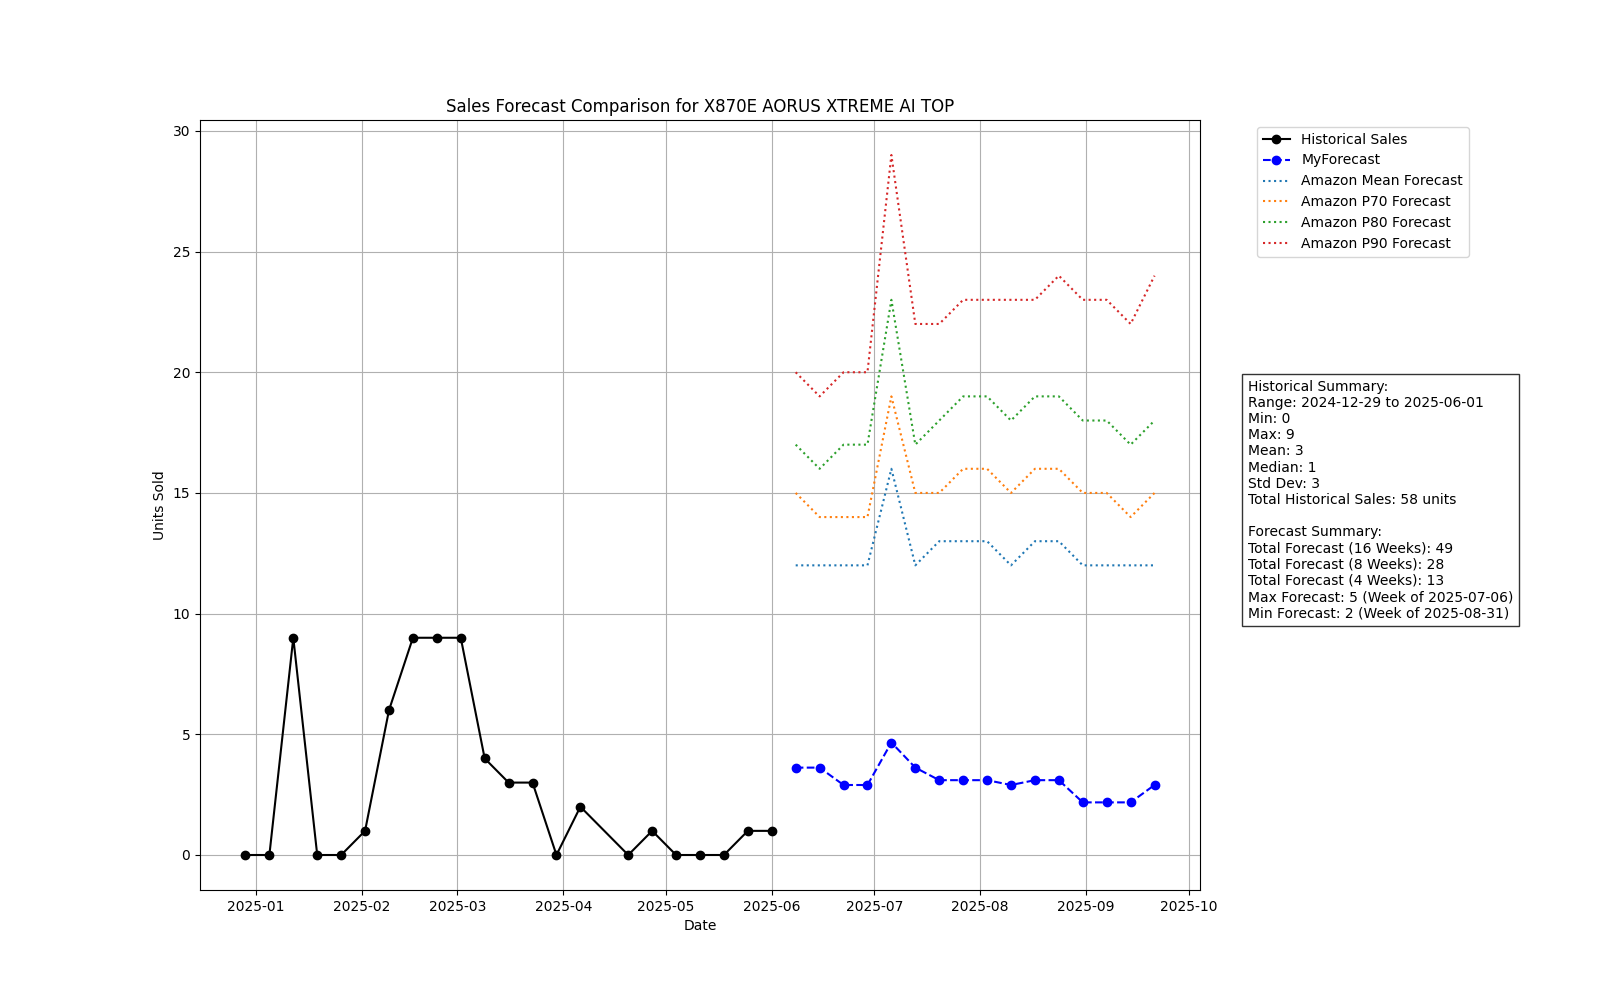 Sales Forecast Comparison for X870E AORUS XTREME AI TOP
30
25
20
15
10
5
0
Units Sold
2025-01
2025-02
2025-03
2025-04
2025-05
2025-06
2025-07
2025-08
2025-09
2025-10
Date
Historical Sales
MyForecast
Amazon Mean Forecast
Amazon P70 Forecast
Amazon P80 Forecast
Amazon P90 Forecast
Historical Summary:
Range: 2024-12-29 to 2025-06-01
Min: 0
Max: 9
Mean: 3
Median: 1
Std Dev: 3
Total Historical Sales: 58 units
Forecast Summary:
Total Forecast (16 Weeks): 49
Total Forecast (8 Weeks): 28
Total Forecast (4 Weeks): 13
Max Forecast: 5 (Week of 2025-07-06)
Min Forecast: 2 (Week of 2025-08-31)